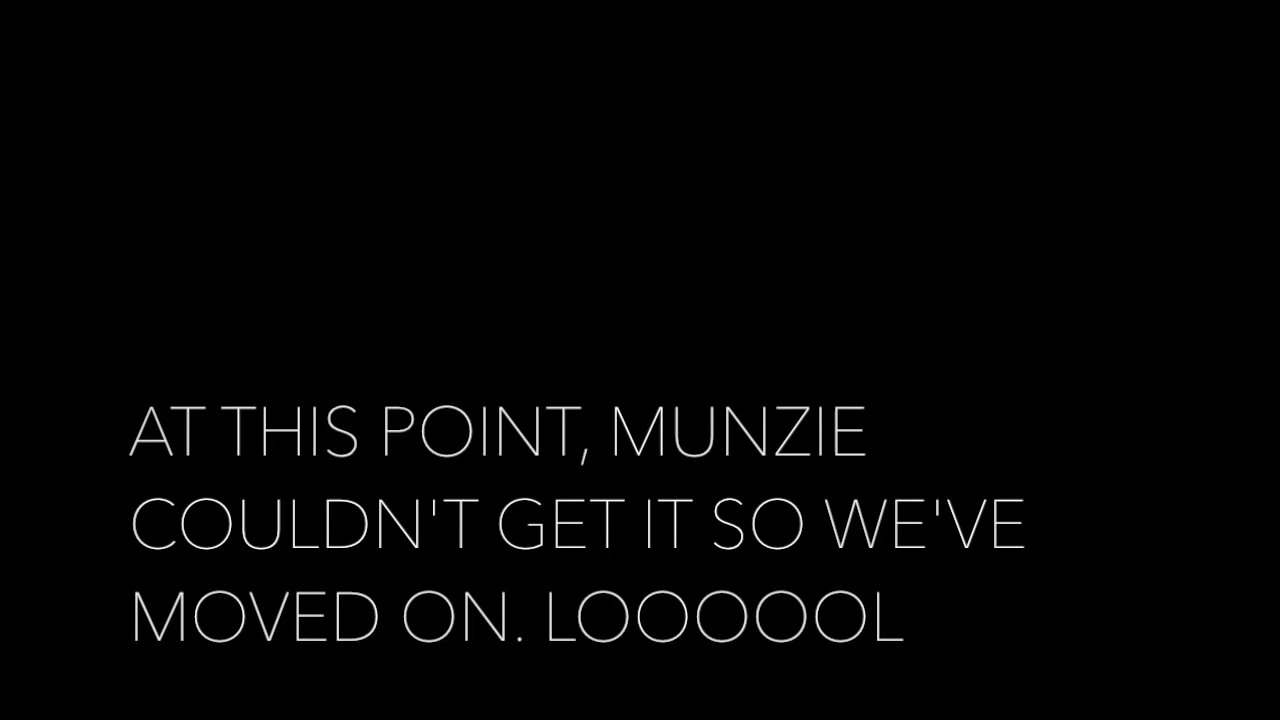 AT THIS POINT, MUNZIE
COULDN'T GET IT SO WE'VE
MOVED ON. LOOOOOL